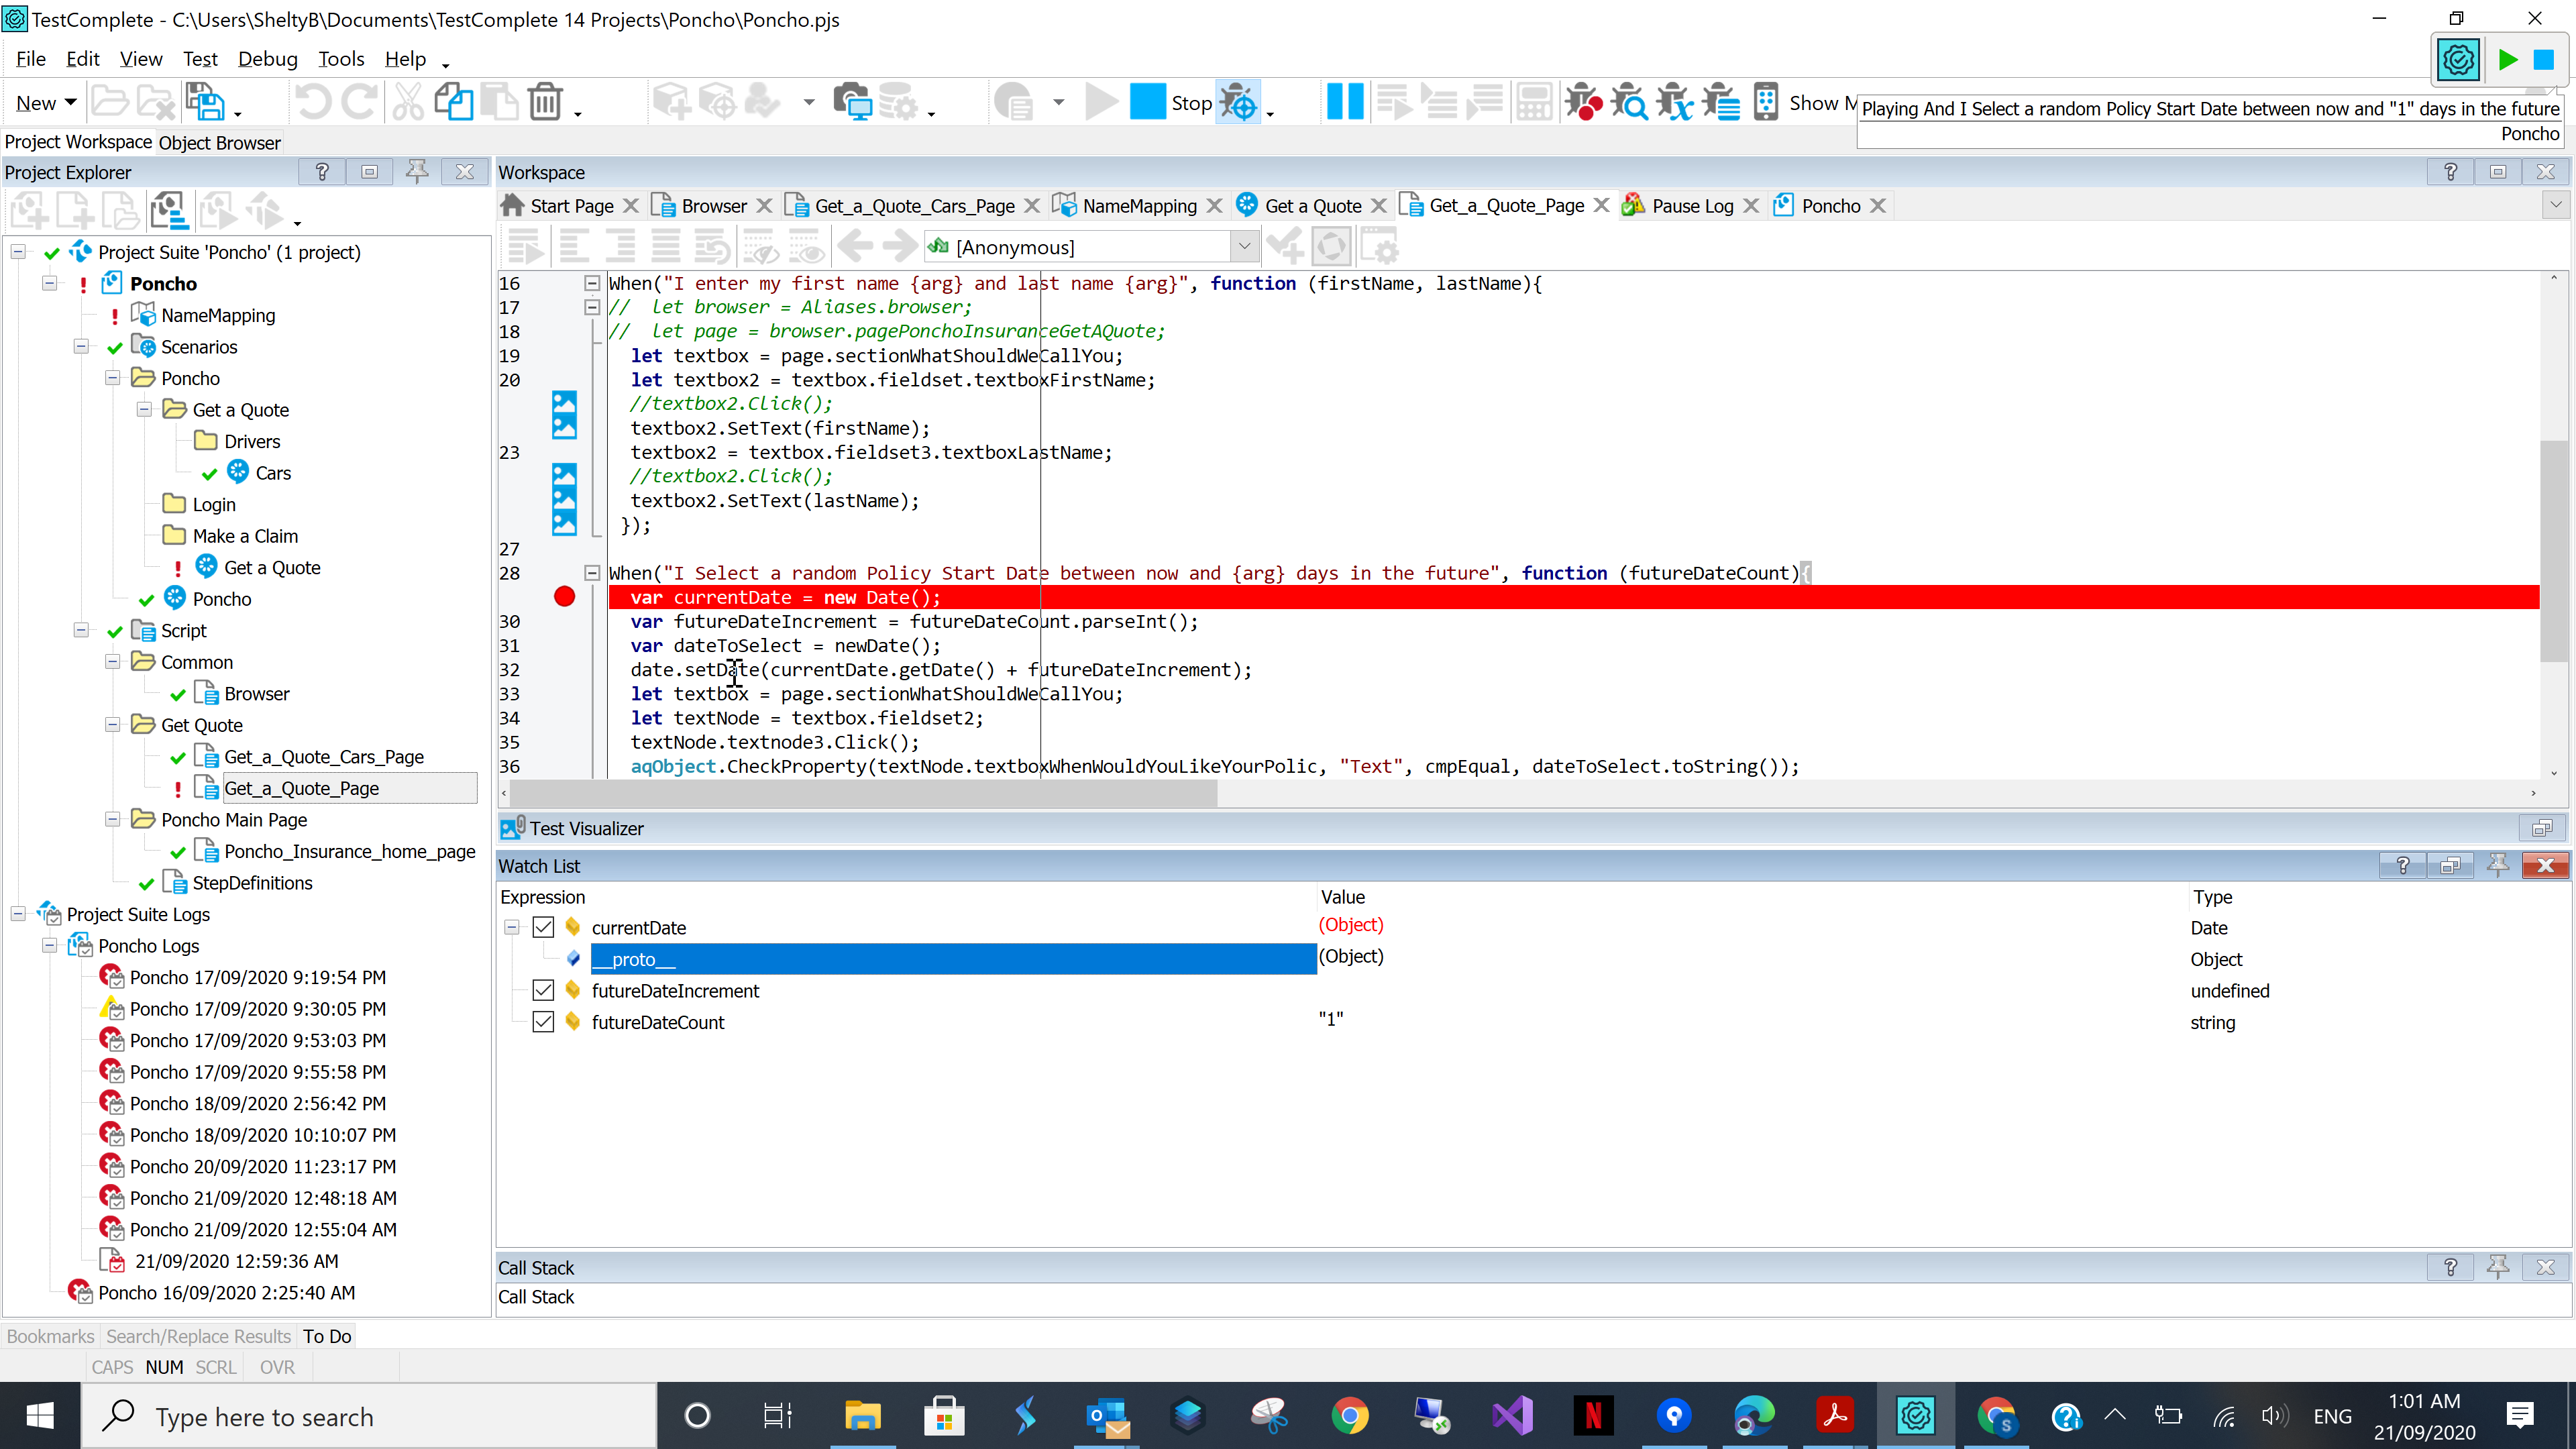 TestComplete - C:\Users\SheltyB\Documents\TestComplete 14 Projects\Poncho\Poncho.pjs
File Edit View Test Debug Tools Help
New Stop Show M
Playing And I Select a random Policy Start Date between now and "1" days in the future
Poncho
Project Workspace Object Browser
Project Explorer
Workspace
Start Page Browser Get_a_Quote_Cars_Page NameMapping Get a Quote Get_a_Quote_Page Pause Log Poncho
[Anonymous]
Project Suite 'Poncho' (1 project)
Poncho
NameMapping
Scenarios
Poncho
Get a Quote
Drivers
Cars
Login
Make a Claim
Get a Quote
Poncho
Script
Common
Browser
Get Quote
Get_a_Quote_Cars_Page
Get_a_Quote_Page
Poncho Main Page
Poncho_Insurance_home_page
StepDefinitions
Project Suite Logs
Poncho Logs
Poncho 17/09/2020 9:19:54 PM
Poncho 17/09/2020 9:30:05 PM
Poncho 17/09/2020 9:53:03 PM
Poncho 17/09/2020 9:55:58 PM
Poncho 18/09/2020 2:56:42 PM
Poncho 18/09/2020 10:10:07 PM
Poncho 20/09/2020 11:23:17 PM
Poncho 21/09/2020 12:48:18 AM
Poncho 21/09/2020 12:55:04 AM
21/09/2020 12:59:36 AM
Poncho 16/09/2020 2:25:40 AM
16 When("I enter my first name {arg} and last name {arg}", function (firstName, lastName){
17 // let browser = Aliases.browser;
18 // let page = browser.pagePonchoInsuranceGetAQuote;
19 let textbox = page.sectionWhatShouldWeCallYou;
20 let textbox2 = textbox.fieldset.textboxFirstName;
//textbox2.Click();
textbox2.SetText(firstName);
23 textbox2 = textbox.fieldset3.textboxLastName;
//textbox2.Click();
textbox2.SetText(lastName);
});
27
28 When("I Select a random Policy Start Date between now and {arg} days in the future", function (futureDateCount){
var currentDate = new Date();
30 var futureDateIncrement = futureDateCount.parseInt();
31 var dateToSelect = newDate();
32 date.setDate(currentDate.getDate() + futureDateIncrement);
33 let textbox = page.sectionWhatShouldWeCallYou;
34 let textNode = textbox.fieldset2;
35 textNode.textnode3.Click();
36 aqObject.CheckProperty(textNode.textboxWhenWouldYouLikeYourPolic, "Text", cmpEqual, dateToSelect.toString());
Test Visualizer
Watch List
Expression Value Type
currentDate (Object) Date
__proto__ (Object) Object
futureDateIncrement undefined
futureDateCount "1" string
Call Stack
Call Stack
Bookmarks Search/Replace Results To Do
CAPS NUM SCRL OVR
Type here to search
ENG
1:01 AM
21/09/2020